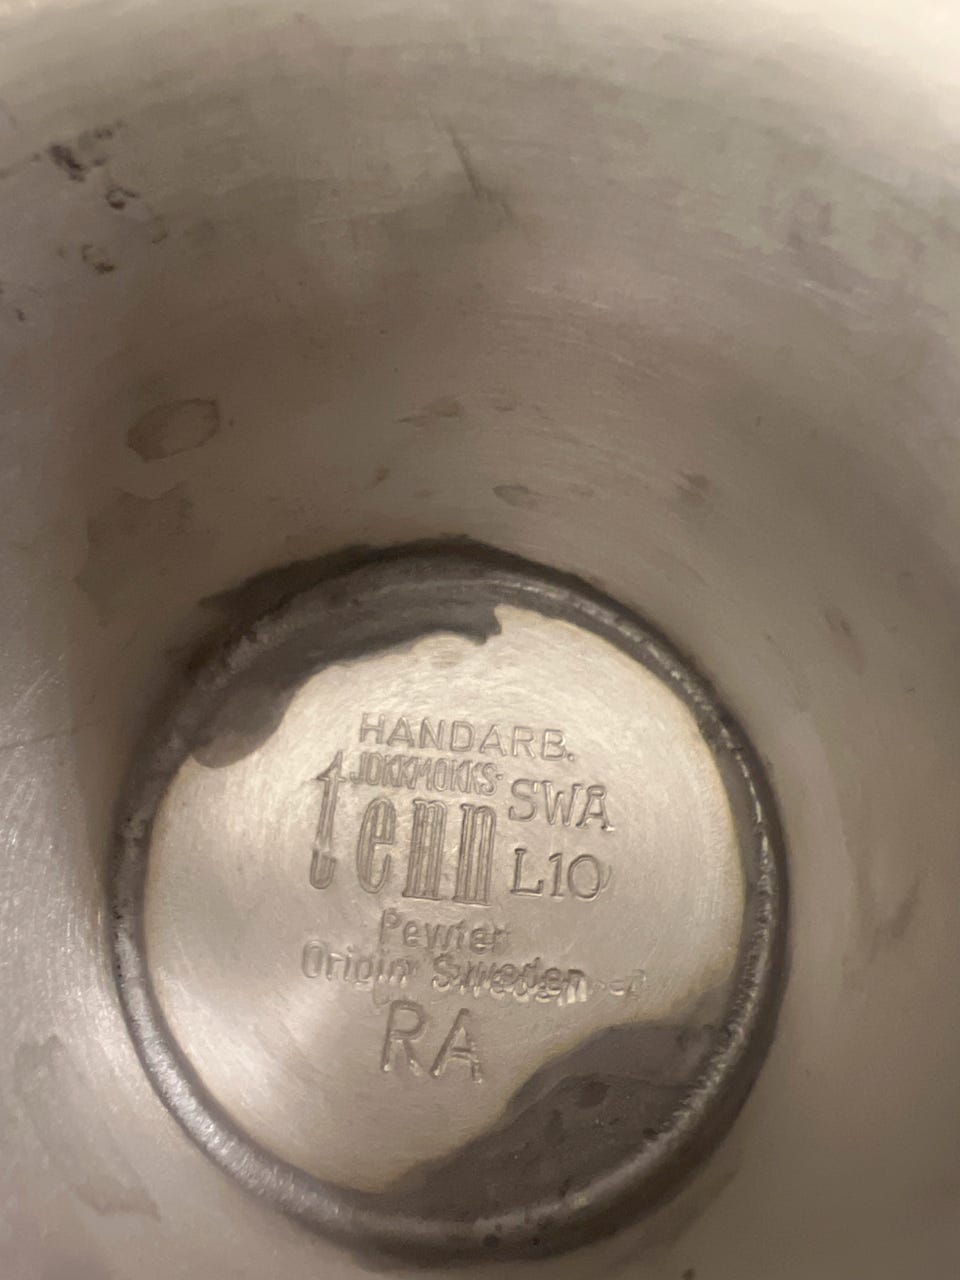 HANDARB.
JOKKMOKKS-
tenn
SWA
L10
Pewter
Origin Sweden
RA